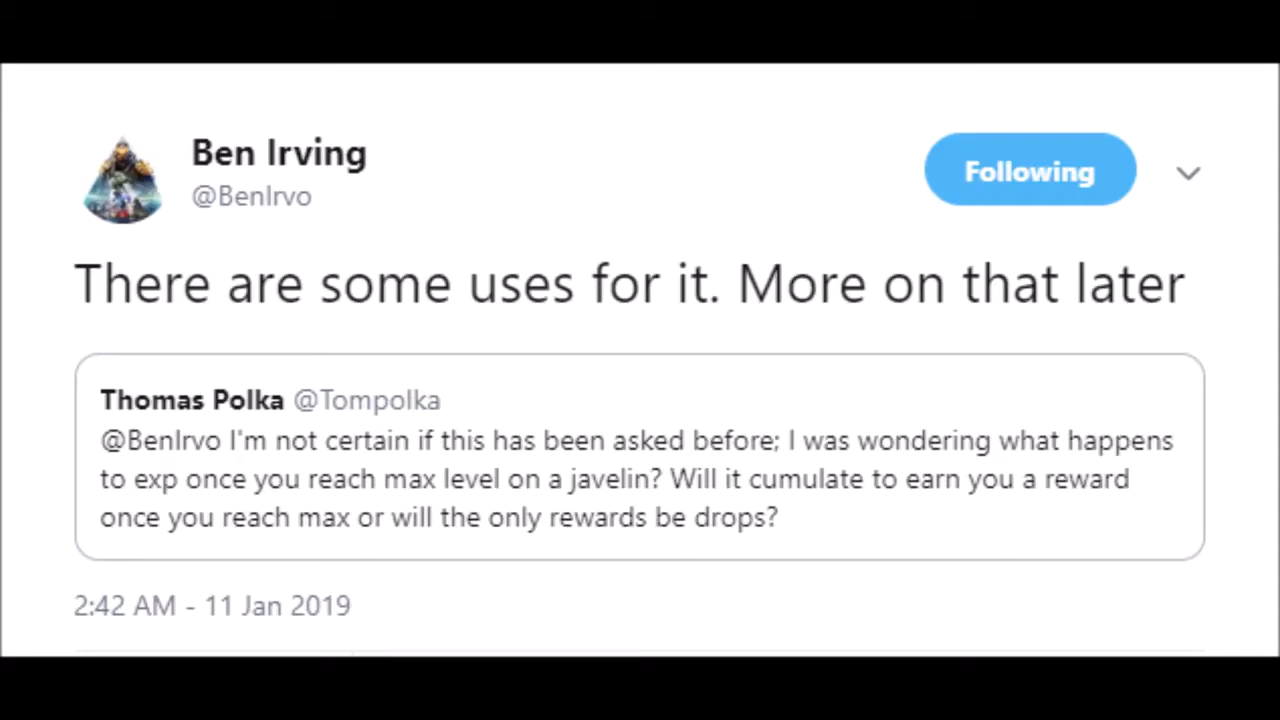 Ben Irving
@BenIrvo
Following
There are some uses for it. More on that later
Thomas Polka @Tompolka
@BenIrvo I'm not certain if this has been asked before; I was wondering what happens
to exp once you reach max level on a javelin? Will it cumulate to earn you a reward
once you reach max or will the only rewards be drops?
2:42 AM - 11 Jan 2019